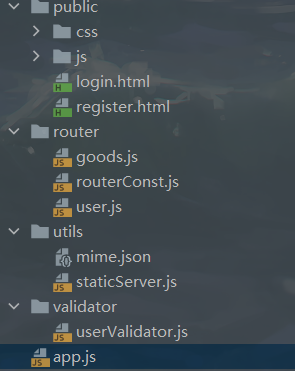 public
css
js
login.html
register.html
router
goods.js
routerConst.js
user.js
utils
mime.json
staticServer.js
validator
userValidator.js
app.js